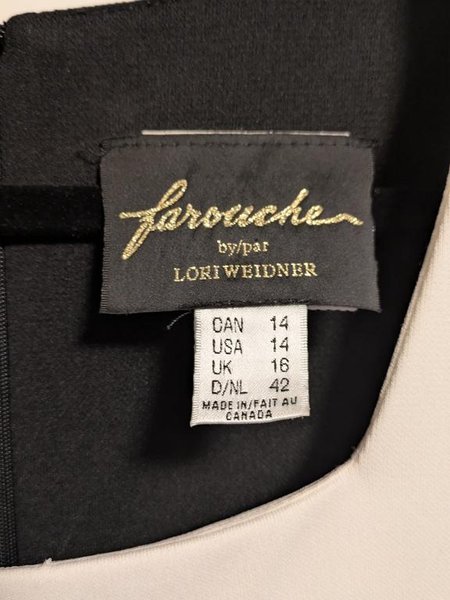 farouche
by/par
LORI WEIDNER
CAN 14
USA 14
UK 16
D/NL 42
MADE IN/FAIT AU
CANADA